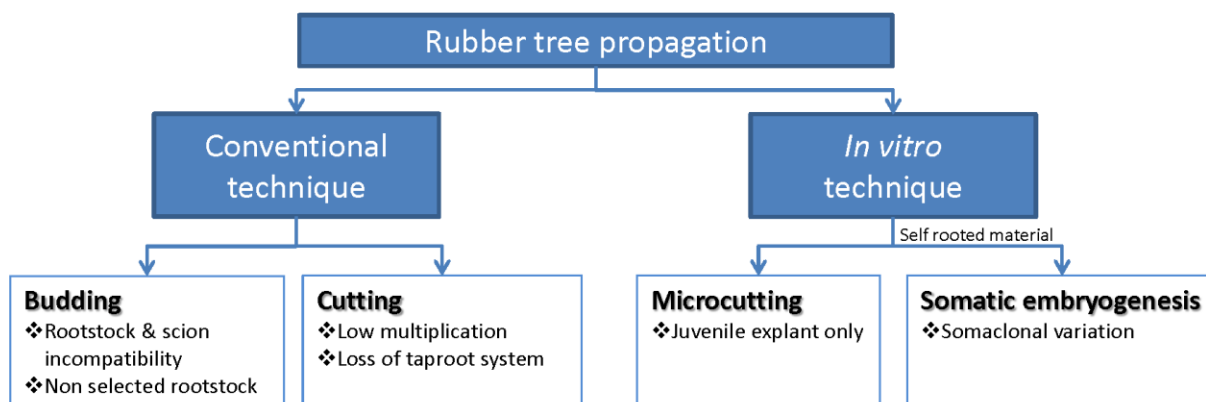 Rubber tree propagation
Conventional
technique
In vitro
technique
Self rooted material
Budding
❖Rootstock & scion
incompatibility
❖Non selected rootstock
Cutting
❖Low multiplication
❖Loss of taproot system
Microcutting
❖Juvenile explant only
Somatic embryogenesis
❖Somaclonal variation